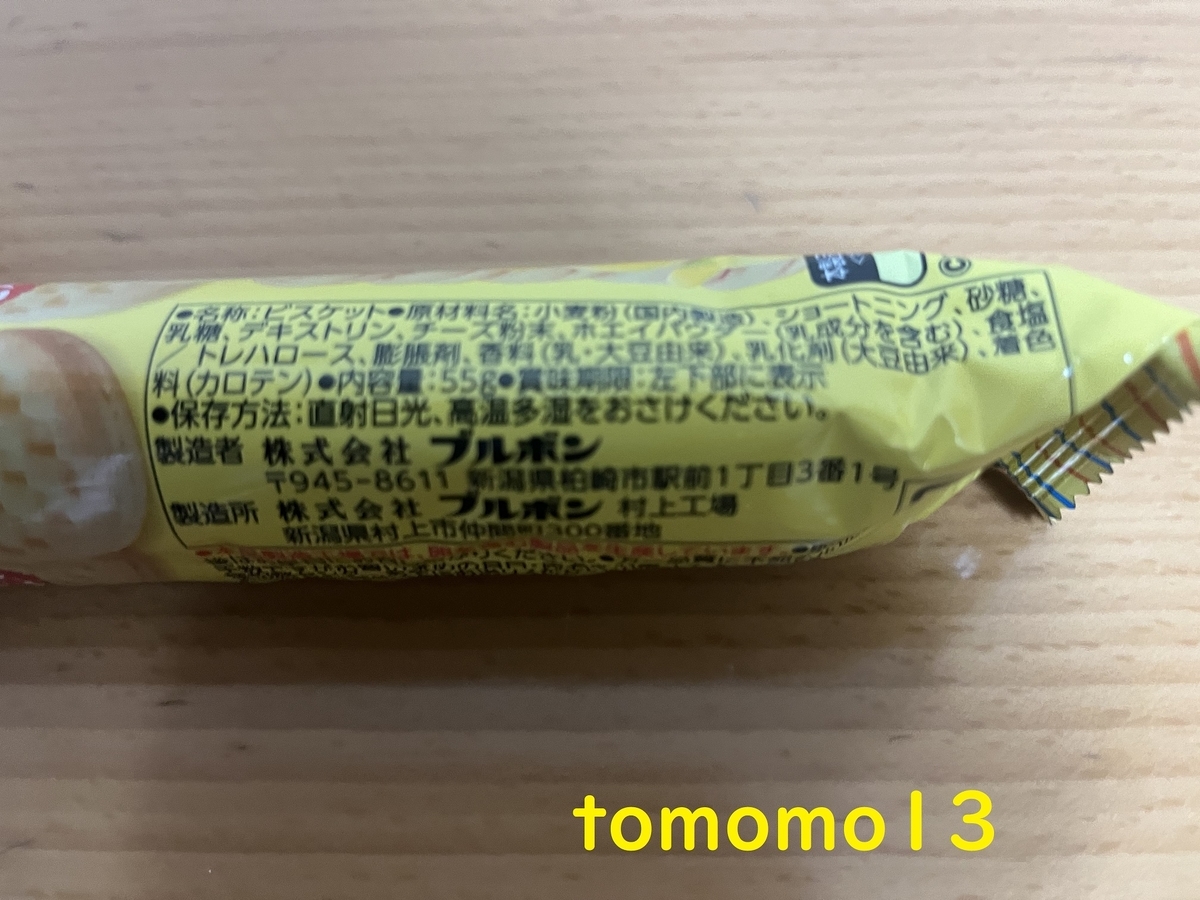 ●名称:ビスケット●原材料名:小麦粉(国内製造)、ショートニング、砂糖、
乳糖、デキストリン、チーズ粉末、ホエイパウダー(乳成分を含む)、食塩
/トレハロース、膨脹剤、香料(乳・大豆由来)、乳化剤(大豆由来)、着色
料(カロテン)●内容量:55g●賞味期限:左下部に表示
●保存方法:直射日光、高温多湿をおさけください。
製造者 株式会社 ブルボン
〒945-8611 新潟県柏崎市駅前1丁目3番1号
製造所 株式会社 ブルボン 村上工場
新潟県村上市仲間町300番地
tomomo13